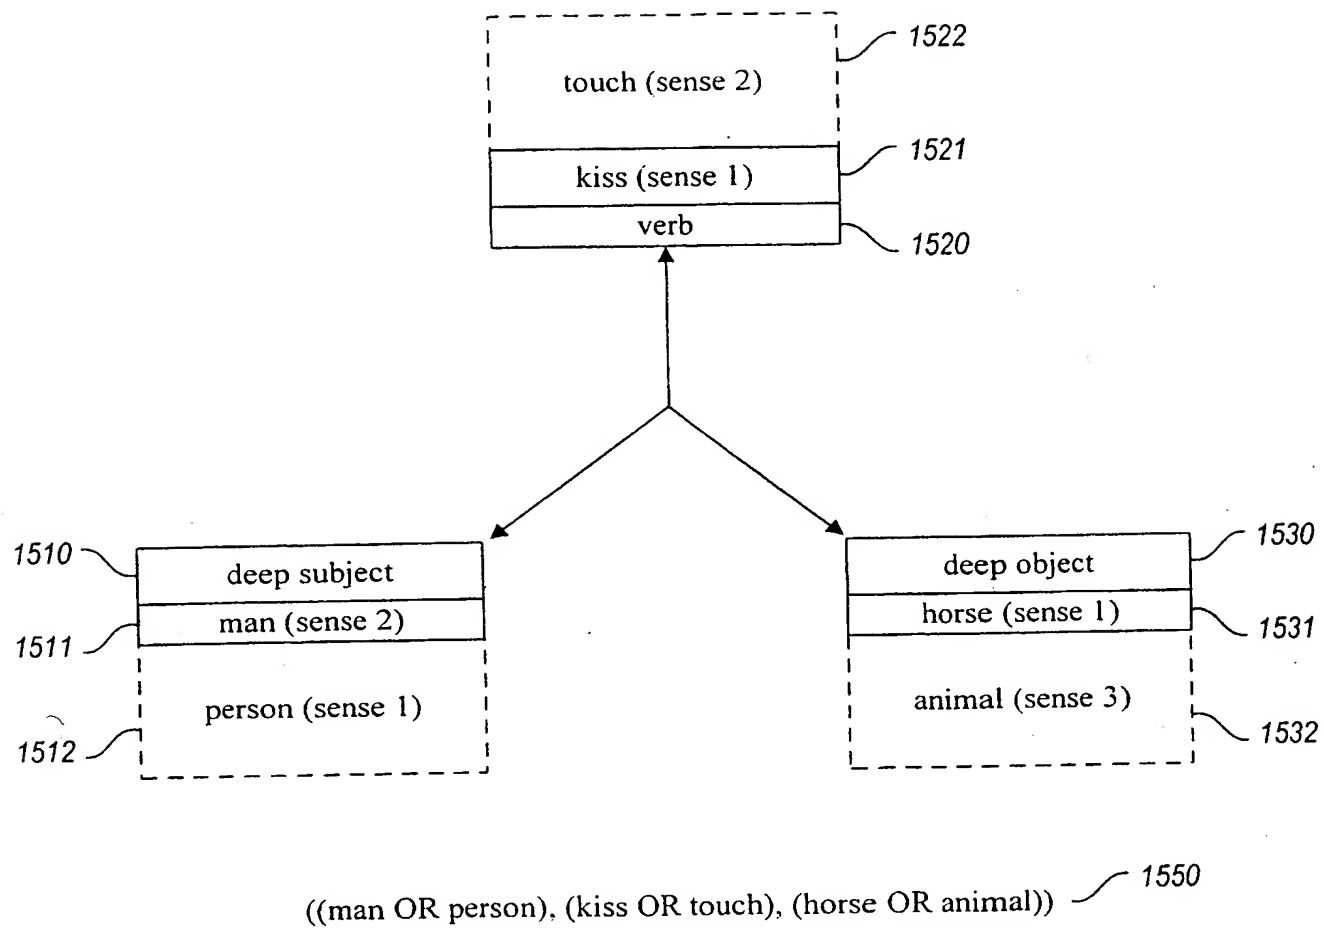 1522
touch (sense 2)
1521
kiss (sense 1)
verb
1520
1510
deep subject
man (sense 2)
1511
person (sense 1)
1512
1530
deep object
horse (sense 1)
1531
animal (sense 3)
1532
1550
((man OR person), (kiss OR touch), (horse OR animal))